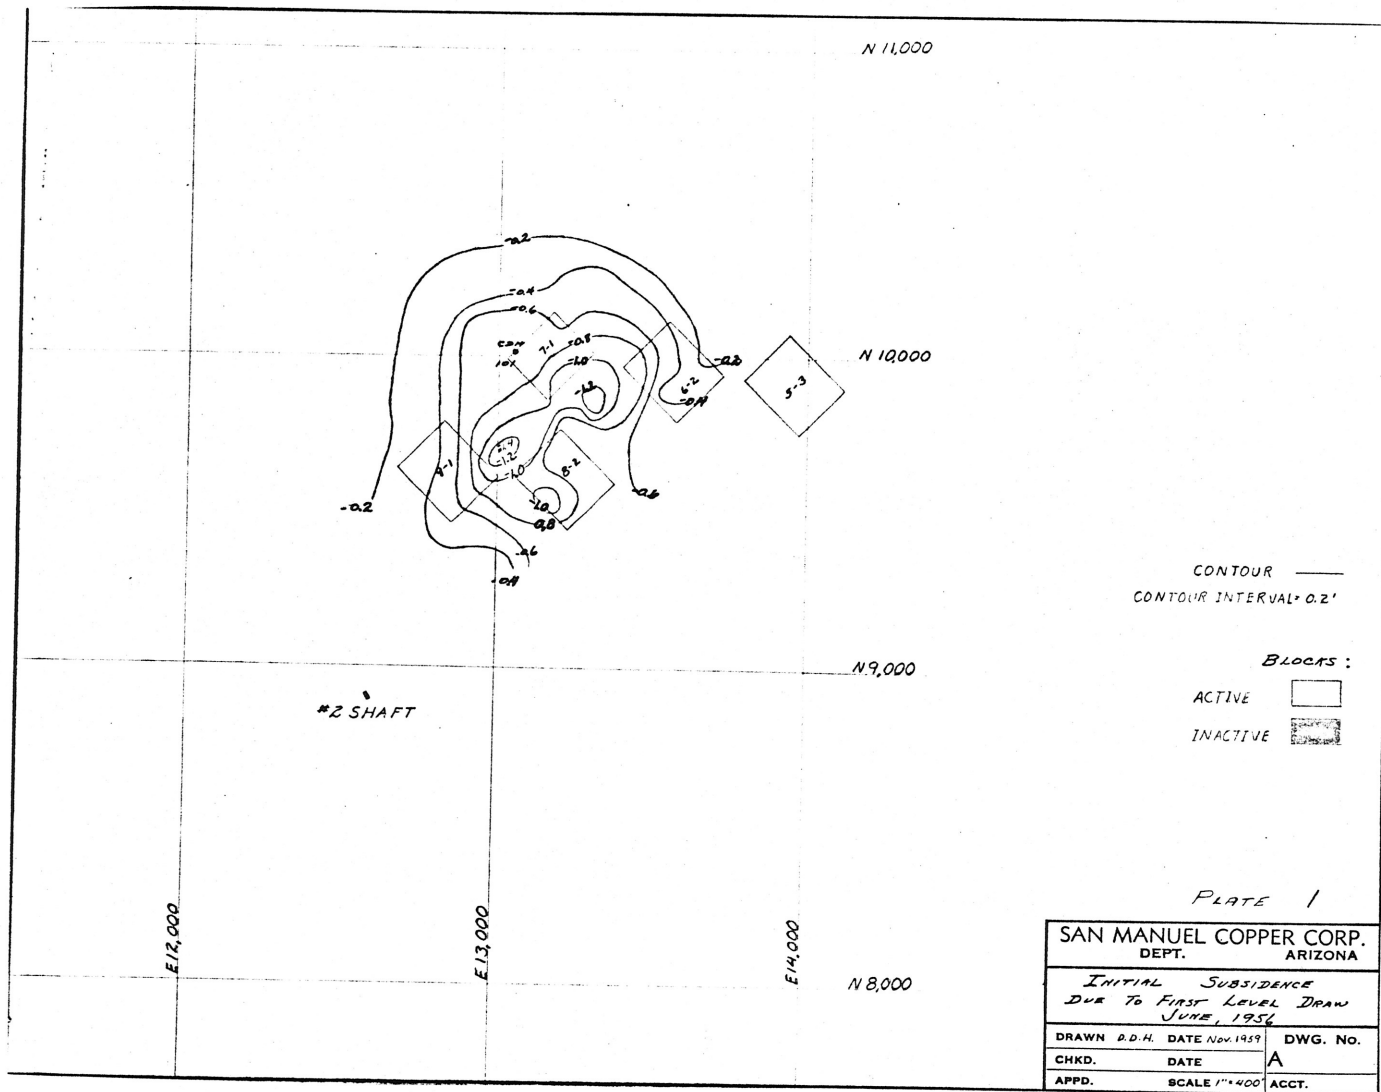 N 11,000
-0.2
-0.4
-0.6
CDH
101
7-1
-0.8
-1.0
-1.2
N 10,000
-0.2
6-2
-0.4
5-3
-1.2
-1.0
9-1
8-2
-0.2
-1.0
0.8
-0.6
-0.6
-0.4
CONTOUR
CONTOUR INTERVAL = 0.2'
BLOCKS :
ACTIVE
INACTIVE
N 9,000
#2 SHAFT
E 12,000
E 13,000
E 14,000
N 8,000
PLATE 1
SAN MANUEL COPPER CORP.
DEPT. ARIZONA
INITIAL SUBSIDENCE
DUE TO FIRST LEVEL DRAW
JUNE, 1956
DRAWN D.D.H. DATE NOV. 1959 DWG. No.
CHKD. DATE A
APPD. SCALE 1"=400' ACCT.